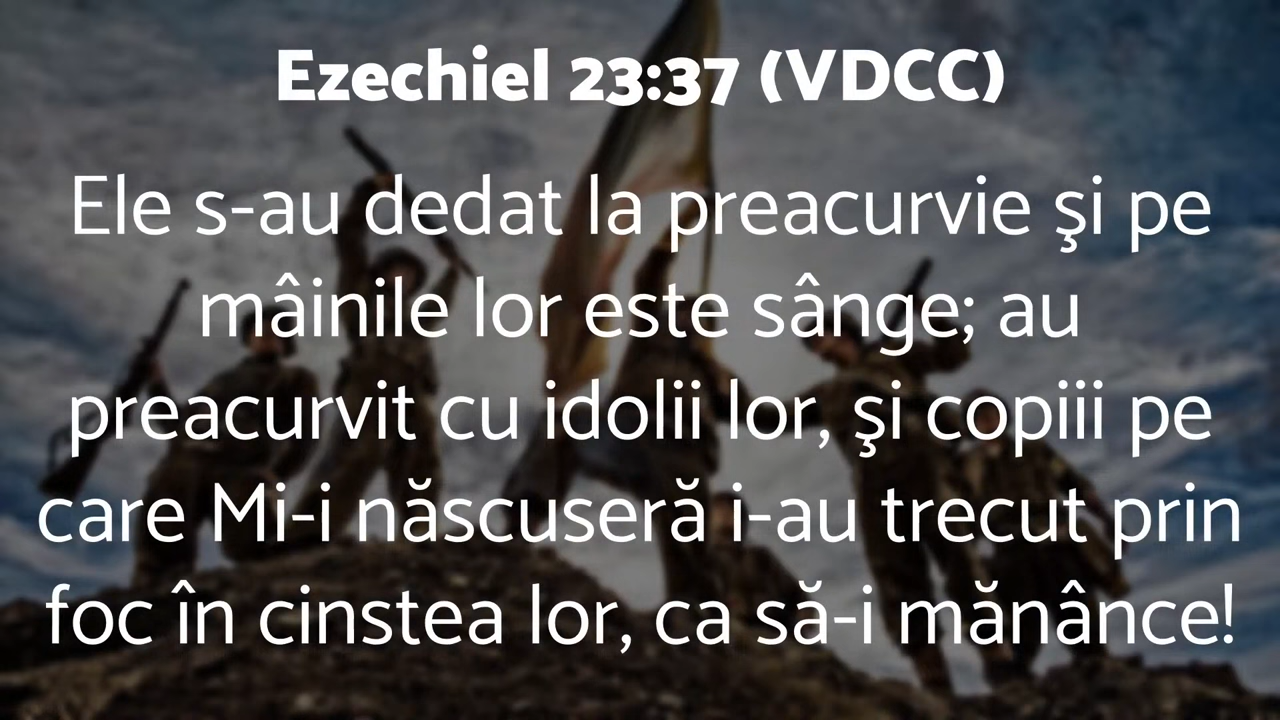 Ezechiel 23:37 (VDCC)
Ele s-au dedat la preacurvie şi pe
mâinile lor este sânge; au
preacurvit cu idolii lor, şi copiii pe
care Mi-i născuseră i-au trecut prin
foc în cinstea lor, ca să-i mănânce!